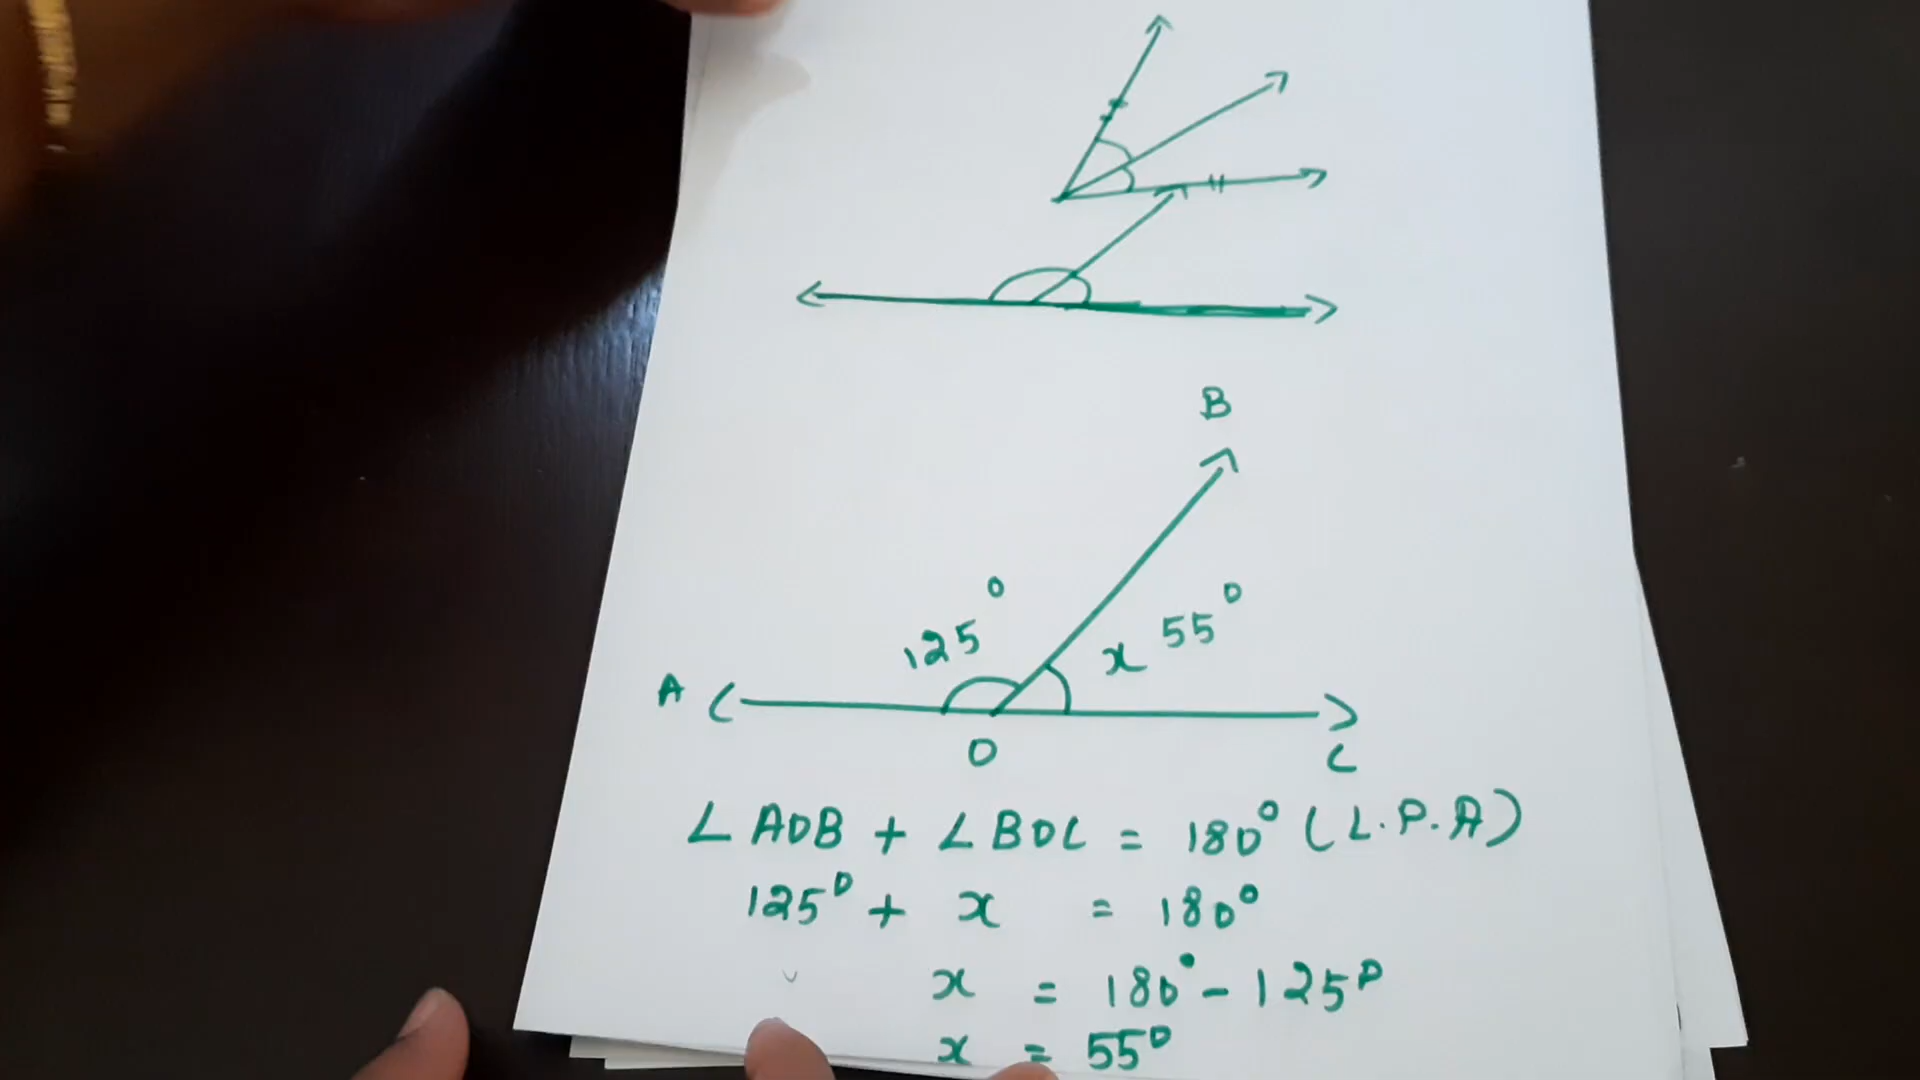 B
125° x 55°
A O C
∠AOB + ∠BOC = 180° (L.P.A)
125° + x = 180°
x = 180° - 125°
x = 55°